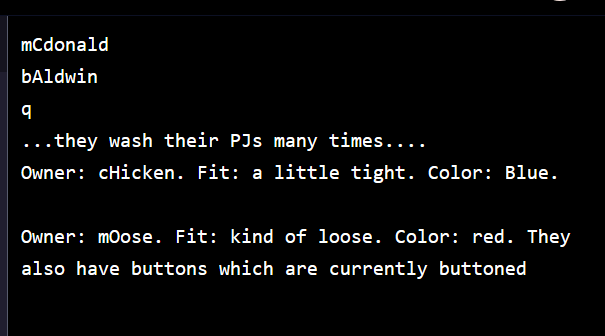 mCdonald
bAldwin
q
...they wash their PJs many times....
Owner: cHicken. Fit: a little tight. Color: Blue.
Owner: mOose. Fit: kind of loose. Color: red. They
also have buttons which are currently buttoned